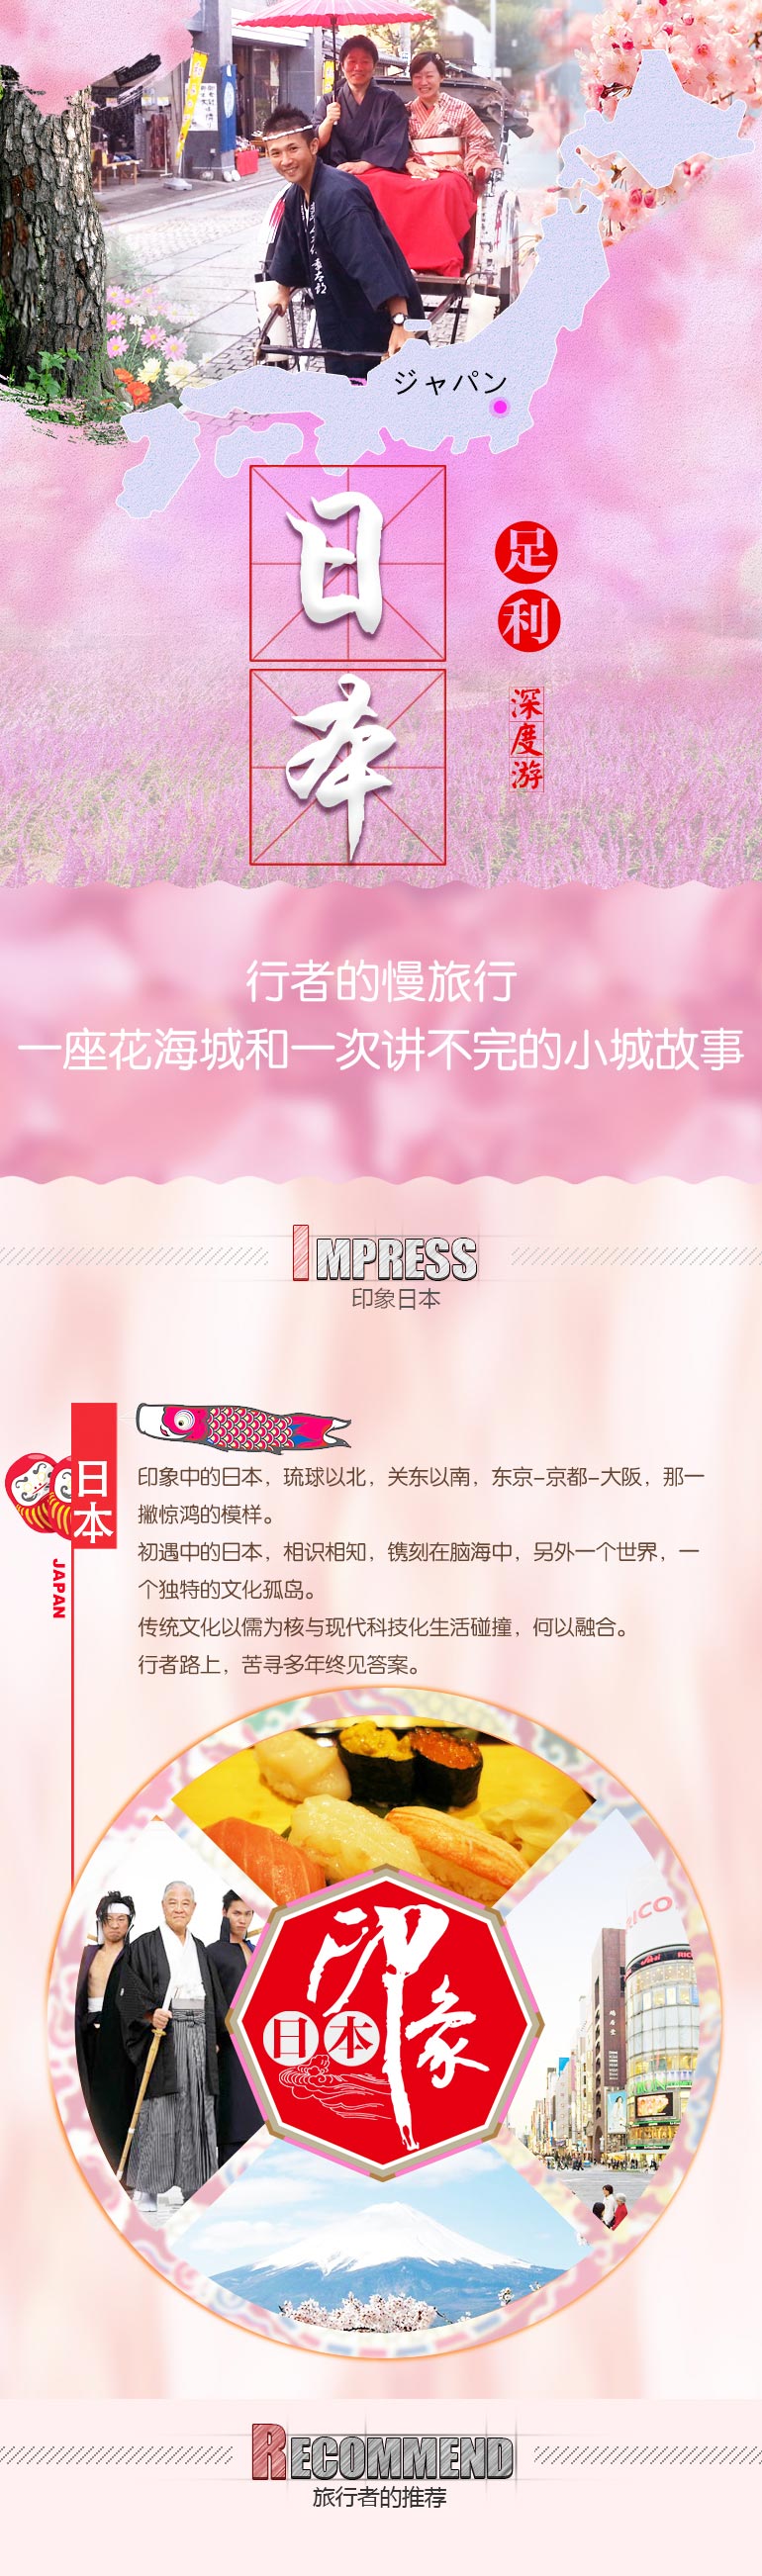 ジャパン
日
本
足
利
深
度
游
行者的慢旅行
一座花海城和一次讲不完的小城故事
IMPRESS
印象日本
日
本
JAPAN
印象中的日本，琉球以北，关东以南，东京-京都-大阪，那一
撇惊鸿的模样。
初遇中的日本，相识相知，镌刻在脑海中，另外一个世界，一
个独特的文化孤岛。
传统文化以儒为核与现代科技化生活碰撞，何以融合。
行者路上，苦寻多年终见答案。
RICO
印象
日本
RECOMMEND
旅行者的推荐